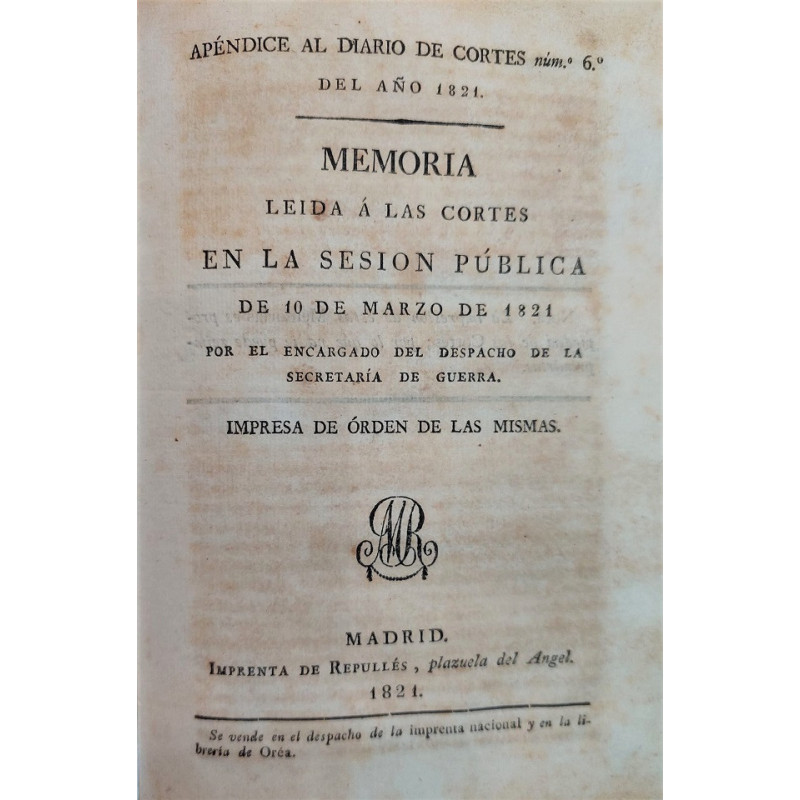 APÉNDICE AL DIARIO DE CORTES núm.º 6.º
DEL AÑO 1821.
MEMORIA
LEIDA Á LAS CORTES
EN LA SESION PÚBLICA
DE 10 DE MARZO DE 1821
POR EL ENCARGADO DEL DESPACHO DE LA
SECRETARÍA DE GUERRA.
IMPRESA DE ÓRDEN DE LAS MISMAS.
MADRID.
IMPRENTA DE REPULLÉS, plazuela del Angel.
1821.
Se vende en el despacho de la imprenta nacional y en la li-
brería de Oréa.